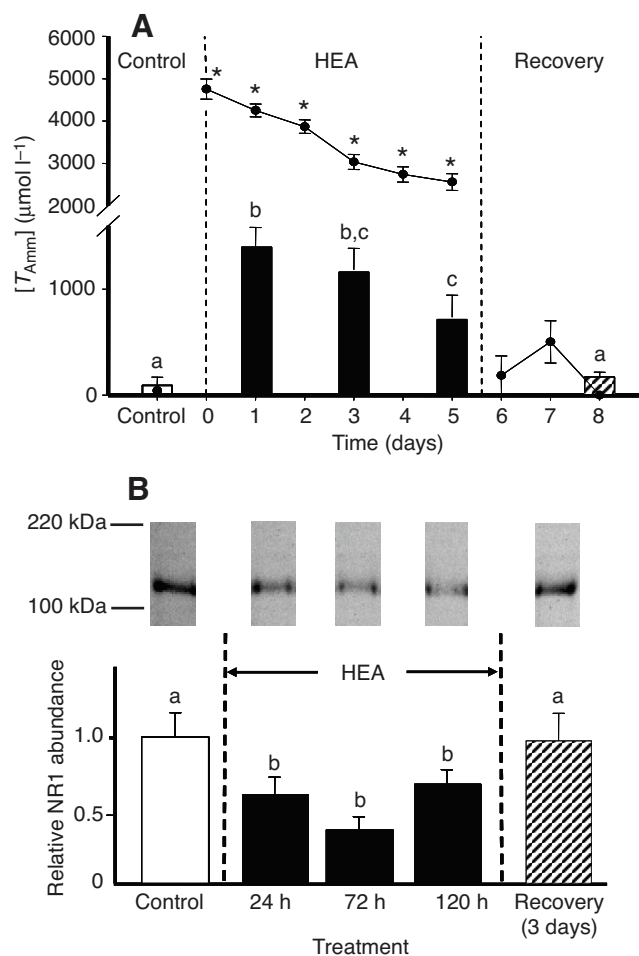 A
6000
Control HEA Recovery
5000 *
*
4000 *
*
3000 * *
2000
b
b,c
c
1000
a a
0
Control 0 1 2 3 4 5 6 7 8
Time (days)
[T_Amm] (μmol l⁻¹)
B
220 kDa
100 kDa
HEA
a a
1.0
b b
b
0.5
0
Control 24 h 72 h 120 h Recovery
(3 days)
Treatment
Relative NR1 abundance